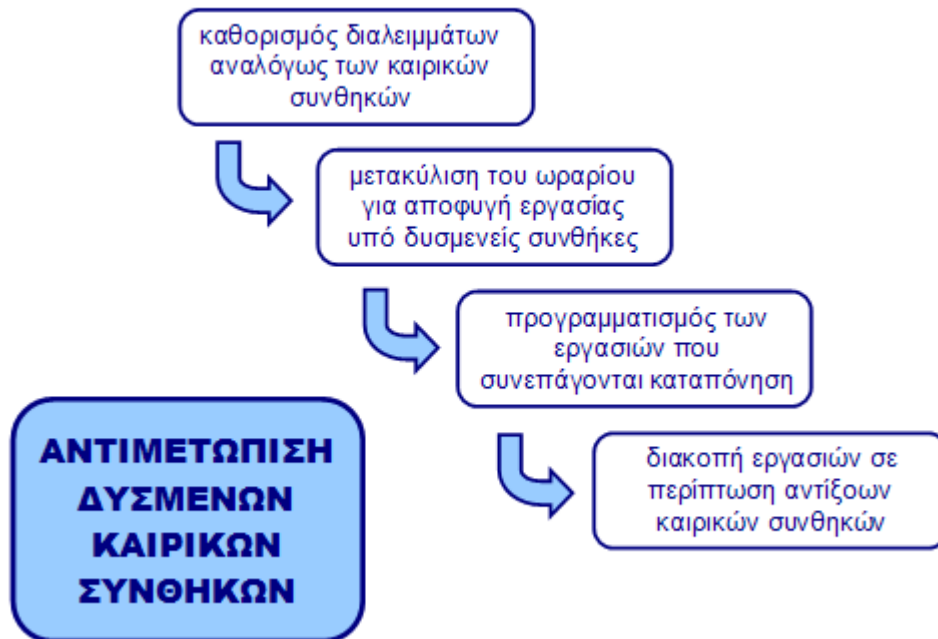 καθορισμός διαλειμμάτων
αναλόγως των καιρικών
συνθηκών
μετακύλιση του ωραρίου
για αποφυγή εργασίας
υπό δυσμενείς συνθήκες
προγραμματισμός των
εργασιών που
συνεπάγονται καταπόνηση
διακοπή εργασιών σε
περίπτωση αντίξοων
καιρικών συνθηκών
ΑΝΤΙΜΕΤΩΠΙΣΗ
ΔΥΣΜΕΝΩΝ
ΚΑΙΡΙΚΩΝ
ΣΥΝΘΗΚΩΝ